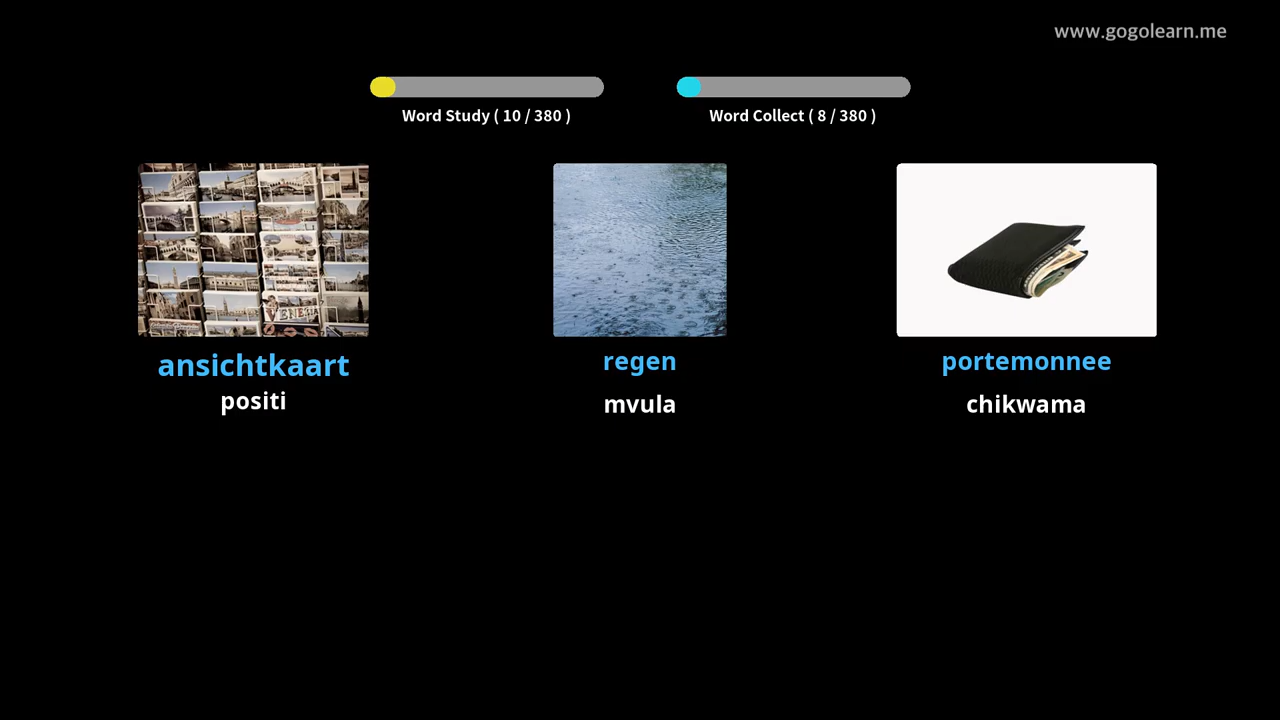 www.gogolearn.me
Word Study ( 10 / 380 )
Word Collect ( 8 / 380 )
ansichtkaart
positi
regen
mvula
portemonnee
chikwama